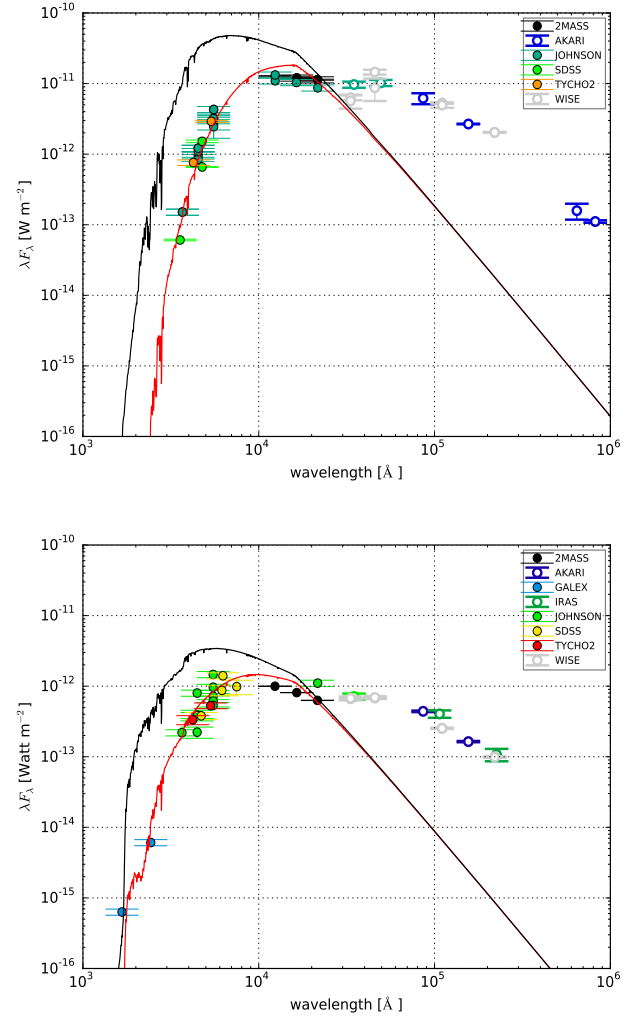 10⁻¹⁰
10⁻¹¹
10⁻¹²
10⁻¹³
10⁻¹⁴
10⁻¹⁵
10⁻¹⁶
λF_λ [W m⁻²]
2MASS
AKARI
JOHNSON
SDSS
TYCHO2
WISE
10³ 10⁴ 10⁵ 10⁶
wavelength [Å ]
10⁻¹⁰
10⁻¹¹
10⁻¹²
10⁻¹³
10⁻¹⁴
10⁻¹⁵
10⁻¹⁶
λF_λ [Watt m⁻²]
2MASS
AKARI
GALEX
IRAS
JOHNSON
SDSS
TYCHO2
WISE
10³ 10⁴ 10⁵ 10⁶
wavelength [Å ]